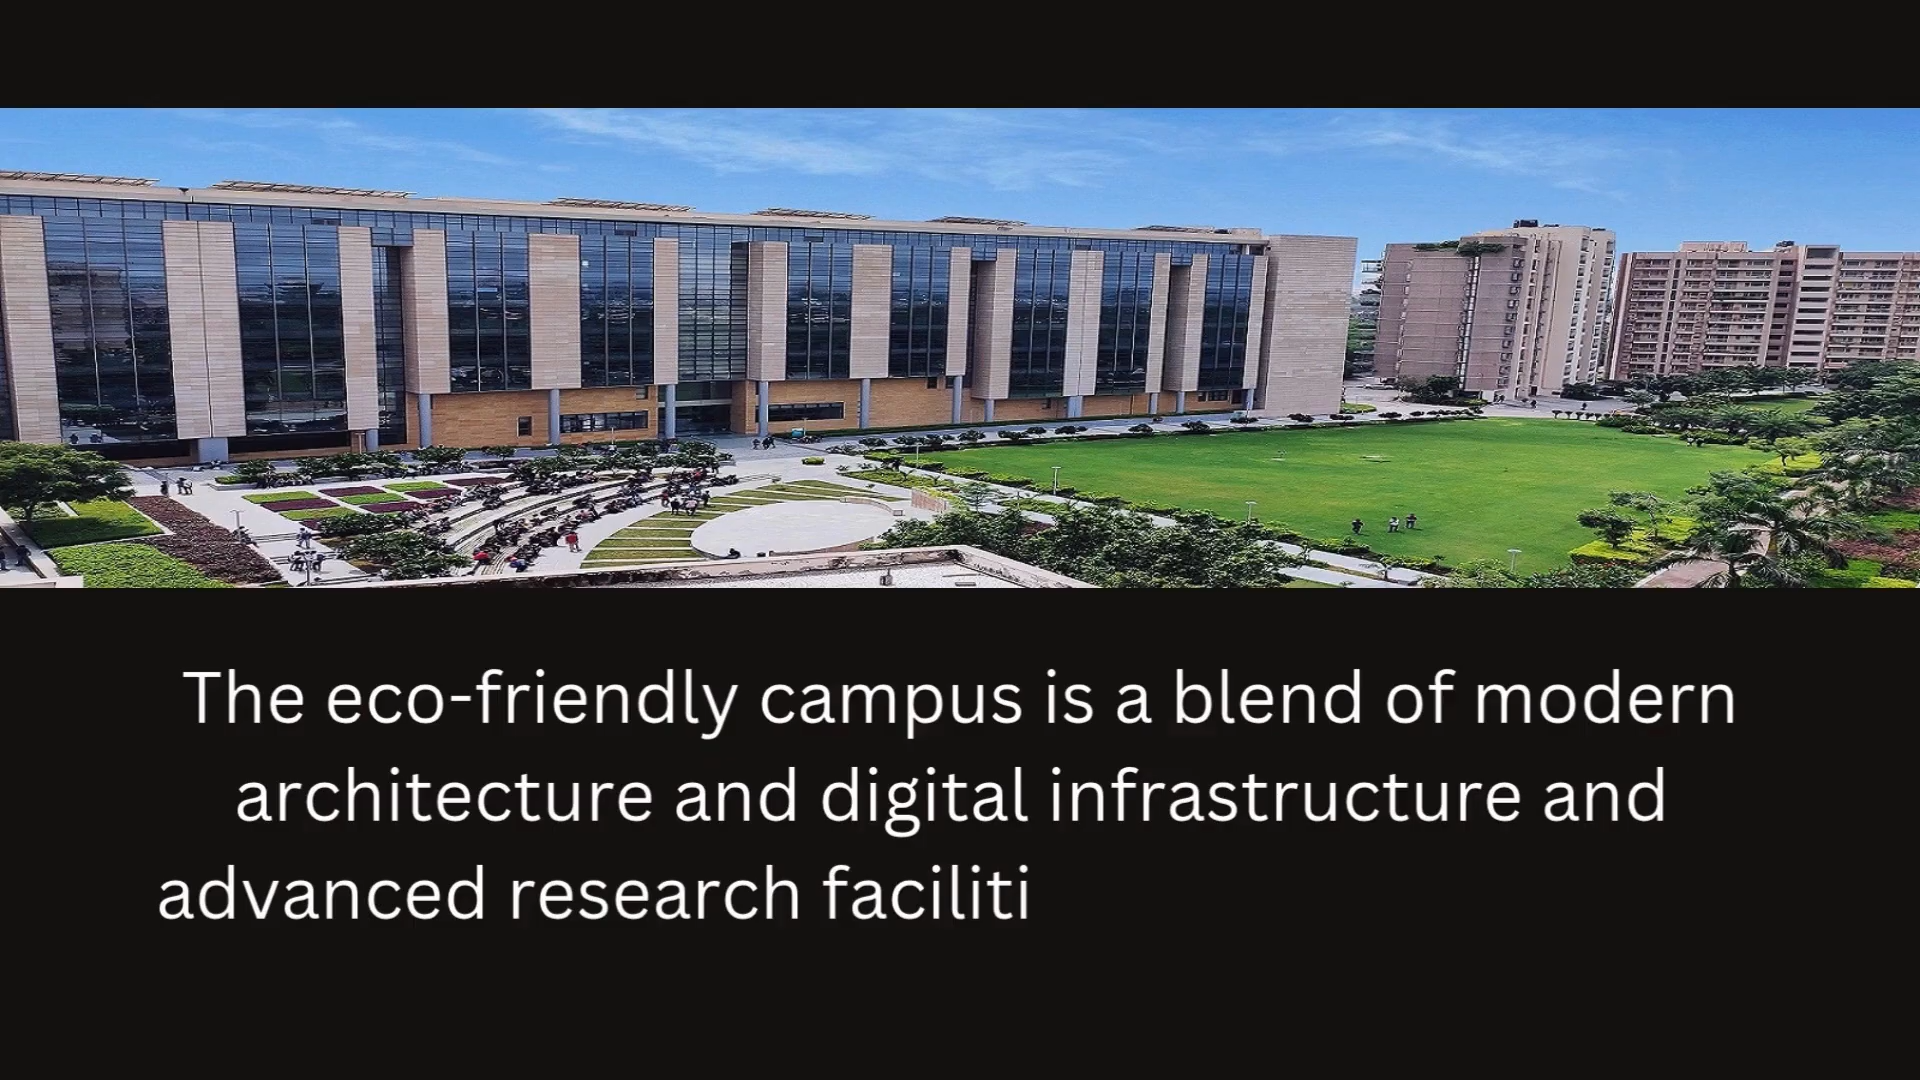 The eco-friendly campus is a blend of modern
architecture and digital infrastructure and
advanced research faciliti